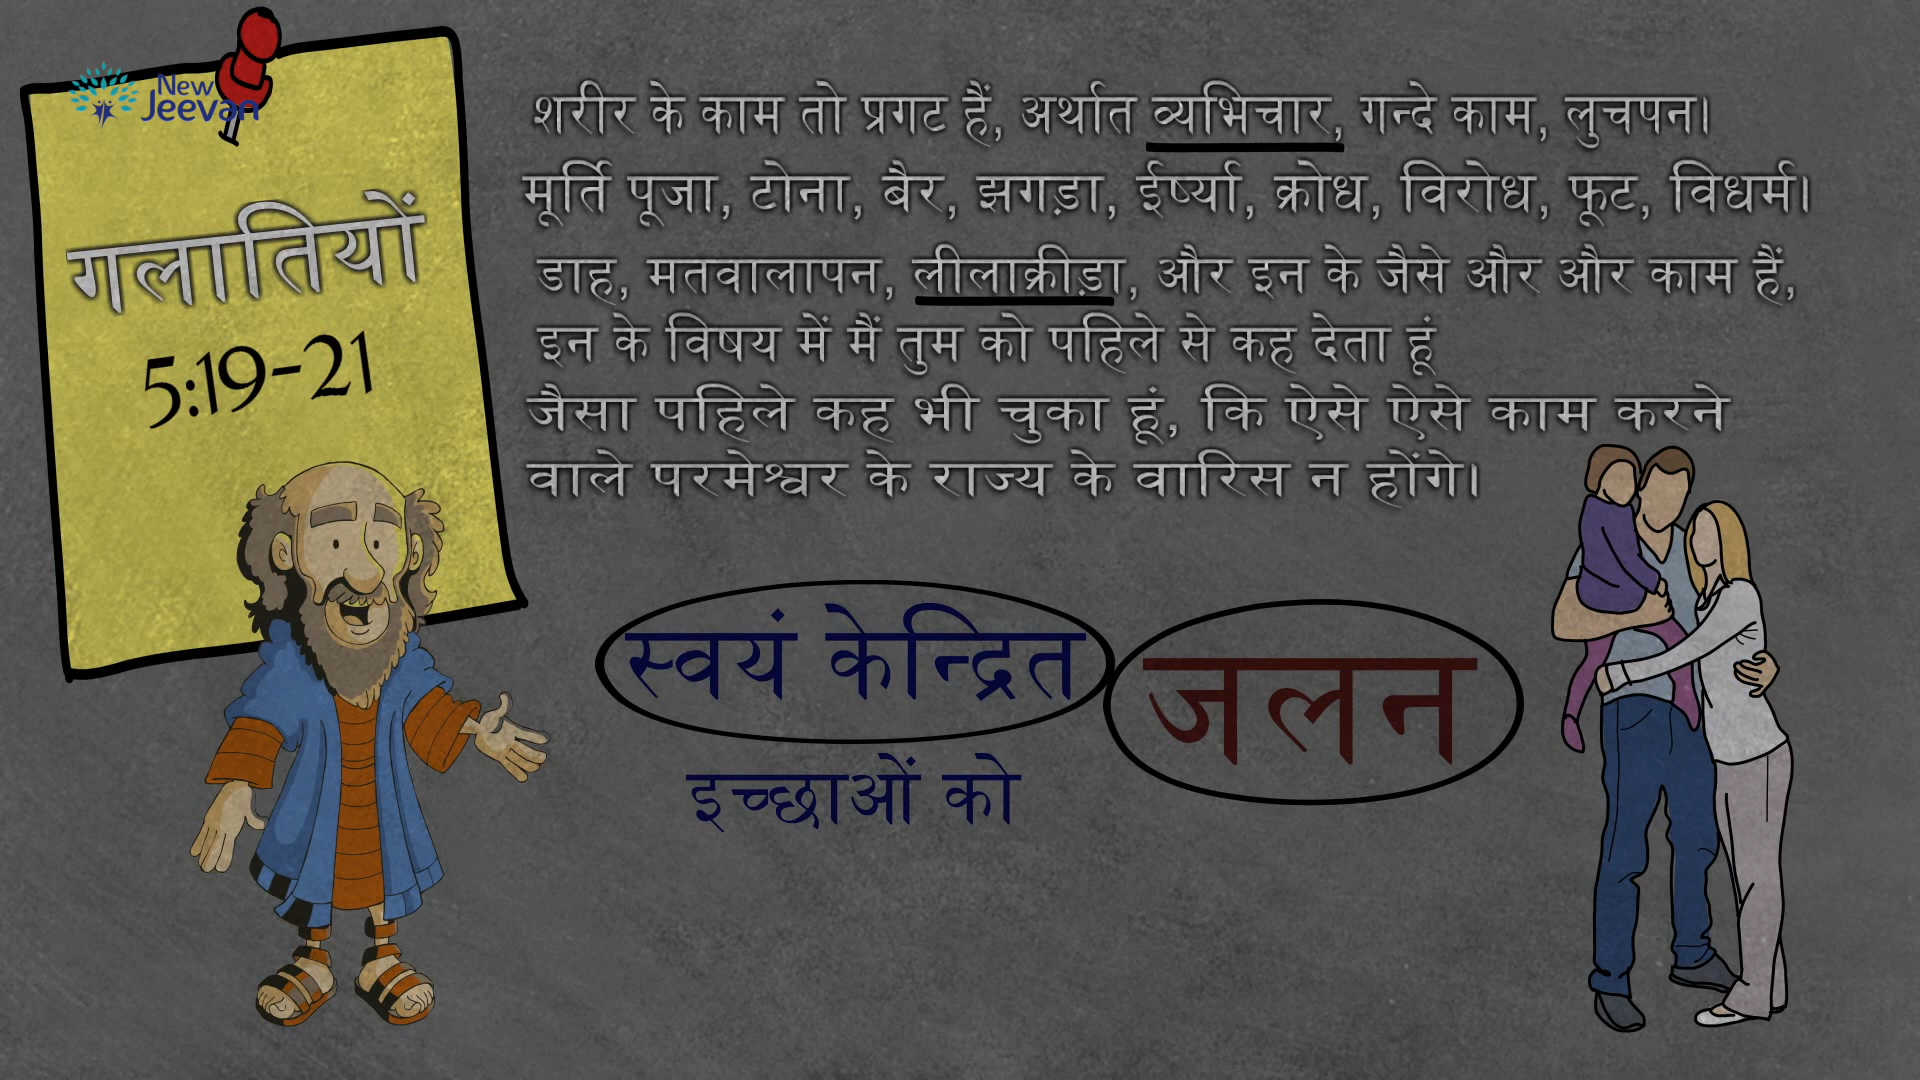 New
Jeevan
गलातियों
5:19-21
शरीर के काम तो प्रगट हैं, अर्थात व्यभिचार, गन्दे काम, लुचपन।
मूर्ति पूजा, टोना, बैर, झगड़ा, ईर्ष्या, क्रोध, विरोध, फूट, विधर्म।
डाह, मतवालापन, लीलाक्रीड़ा, और इन के जैसे और और काम हैं,
इन के विषय में मैं तुम को पहिले से कह देता हूं
जैसा पहिले कह भी चुका हूं, कि ऐसे ऐसे काम करने
वाले परमेश्वर के राज्य के वारिस न होंगे।
स्वयं केन्द्रित
जलन
इच्छाओं को